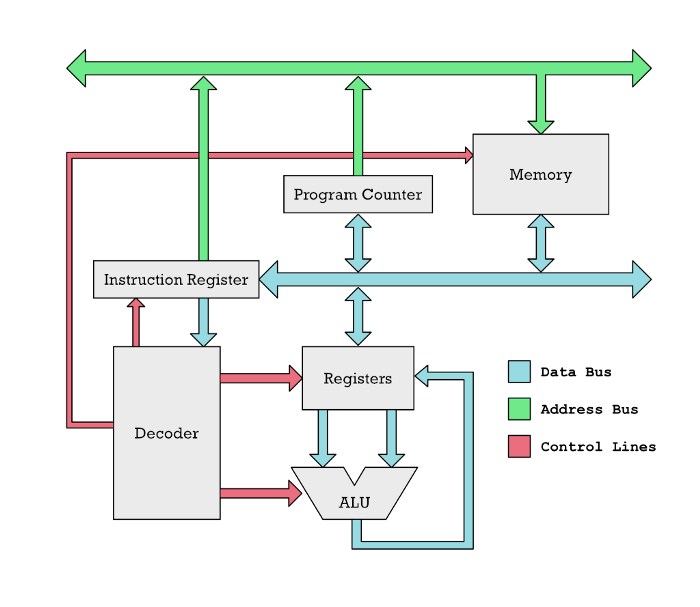 Memory
Program Counter
Instruction Register
Registers
Data Bus
Address Bus
Decoder
Control Lines
ALU